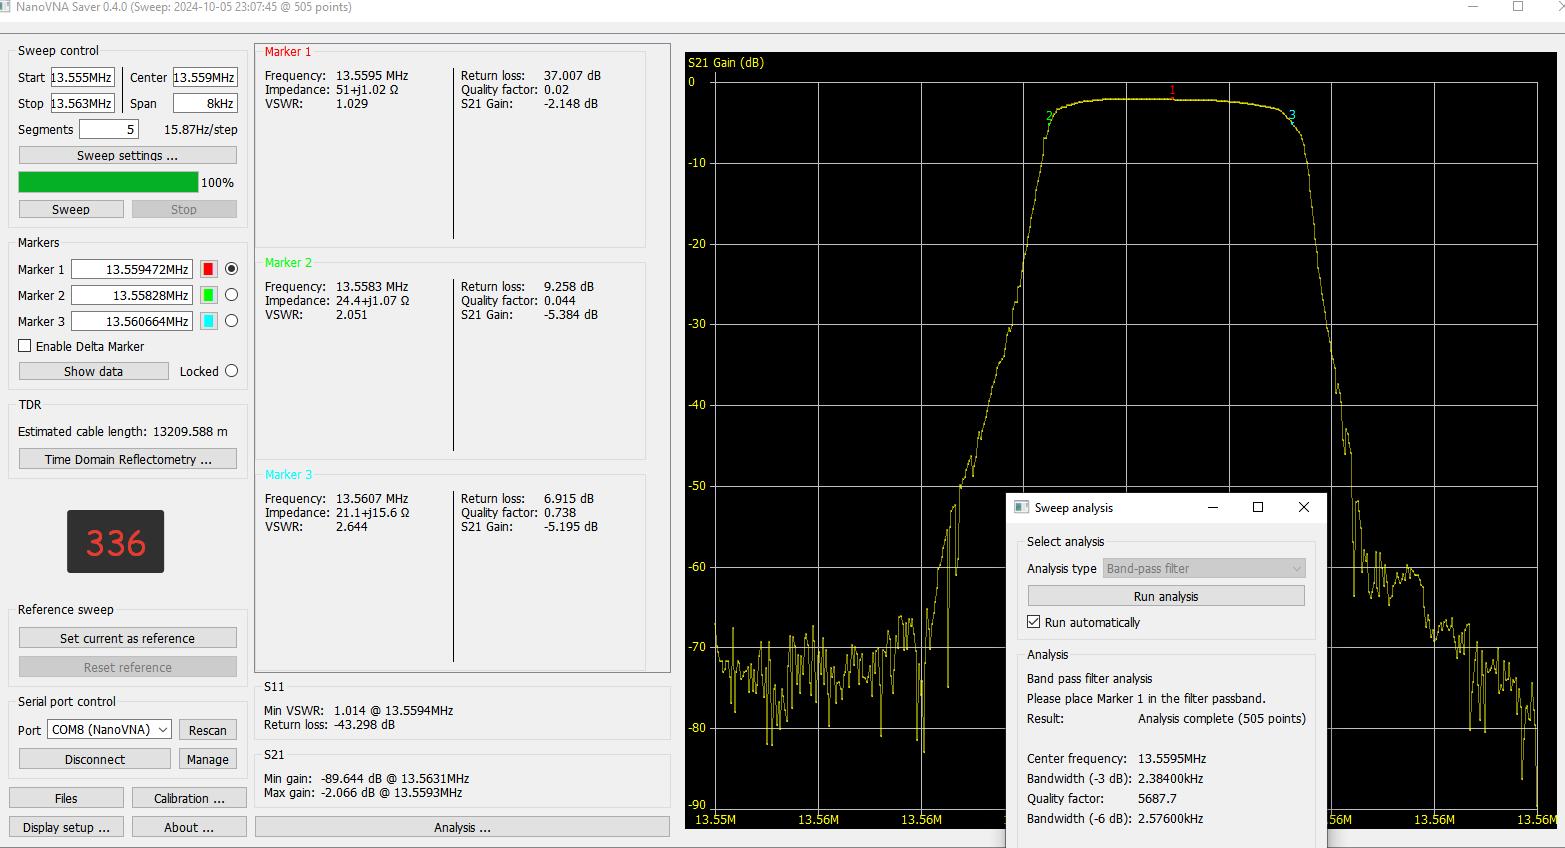 NanoVNA Saver 0.4.0 (Sweep: 2024-10-05 23:07:45 @ 505 points)
Sweep control
Start 13.555MHz Center 13.559MHz
Stop 13.563MHz Span 8kHz
Segments 5 15.87Hz/step
Sweep settings ...
100%
Sweep Stop
Markers
Marker 1 13.559472MHz
Marker 2 13.55828MHz
Marker 3 13.560664MHz
Enable Delta Marker
Show data Locked
TDR
Estimated cable length: 13209.588 m
Time Domain Reflectometry ...
336
Reference sweep
Set current as reference
Reset reference
Serial port control
Port COM8 (NanoVNA) Rescan
Disconnect Manage
Files Calibration ...
Display setup ... About ...
Marker 1
Frequency: 13.5595 MHz Return loss: 37.007 dB
Impedance: 51+j1.02 Ω Quality factor: 0.02
VSWR: 1.029 S21 Gain: -2.148 dB
Marker 2
Frequency: 13.5583 MHz Return loss: 9.258 dB
Impedance: 24.4+j1.07 Ω Quality factor: 0.044
VSWR: 2.051 S21 Gain: -5.384 dB
Marker 3
Frequency: 13.5607 MHz Return loss: 6.915 dB
Impedance: 21.1+j15.6 Ω Quality factor: 0.738
VSWR: 2.644 S21 Gain: -5.195 dB
S11
Min VSWR: 1.014 @ 13.5594MHz
Return loss: -43.298 dB
S21
Min gain: -89.644 dB @ 13.5631MHz
Max gain: -2.066 dB @ 13.5593MHz
Analysis ...
S21 Gain (dB)
0
-10
-20
-30
-40
-50
-60
-70
-80
-90
1
2
3
13.55M 13.56M 13.56M .56M 13.56M 13.56M
Sweep analysis
Select analysis
Analysis type Band-pass filter
Run analysis
Run automatically
Analysis
Band pass filter analysis
Please place Marker 1 in the filter passband.
Result: Analysis complete (505 points)
Center frequency: 13.5595MHz
Bandwidth (-3 dB): 2.38400kHz
Quality factor: 5687.7
Bandwidth (-6 dB): 2.57600kHz